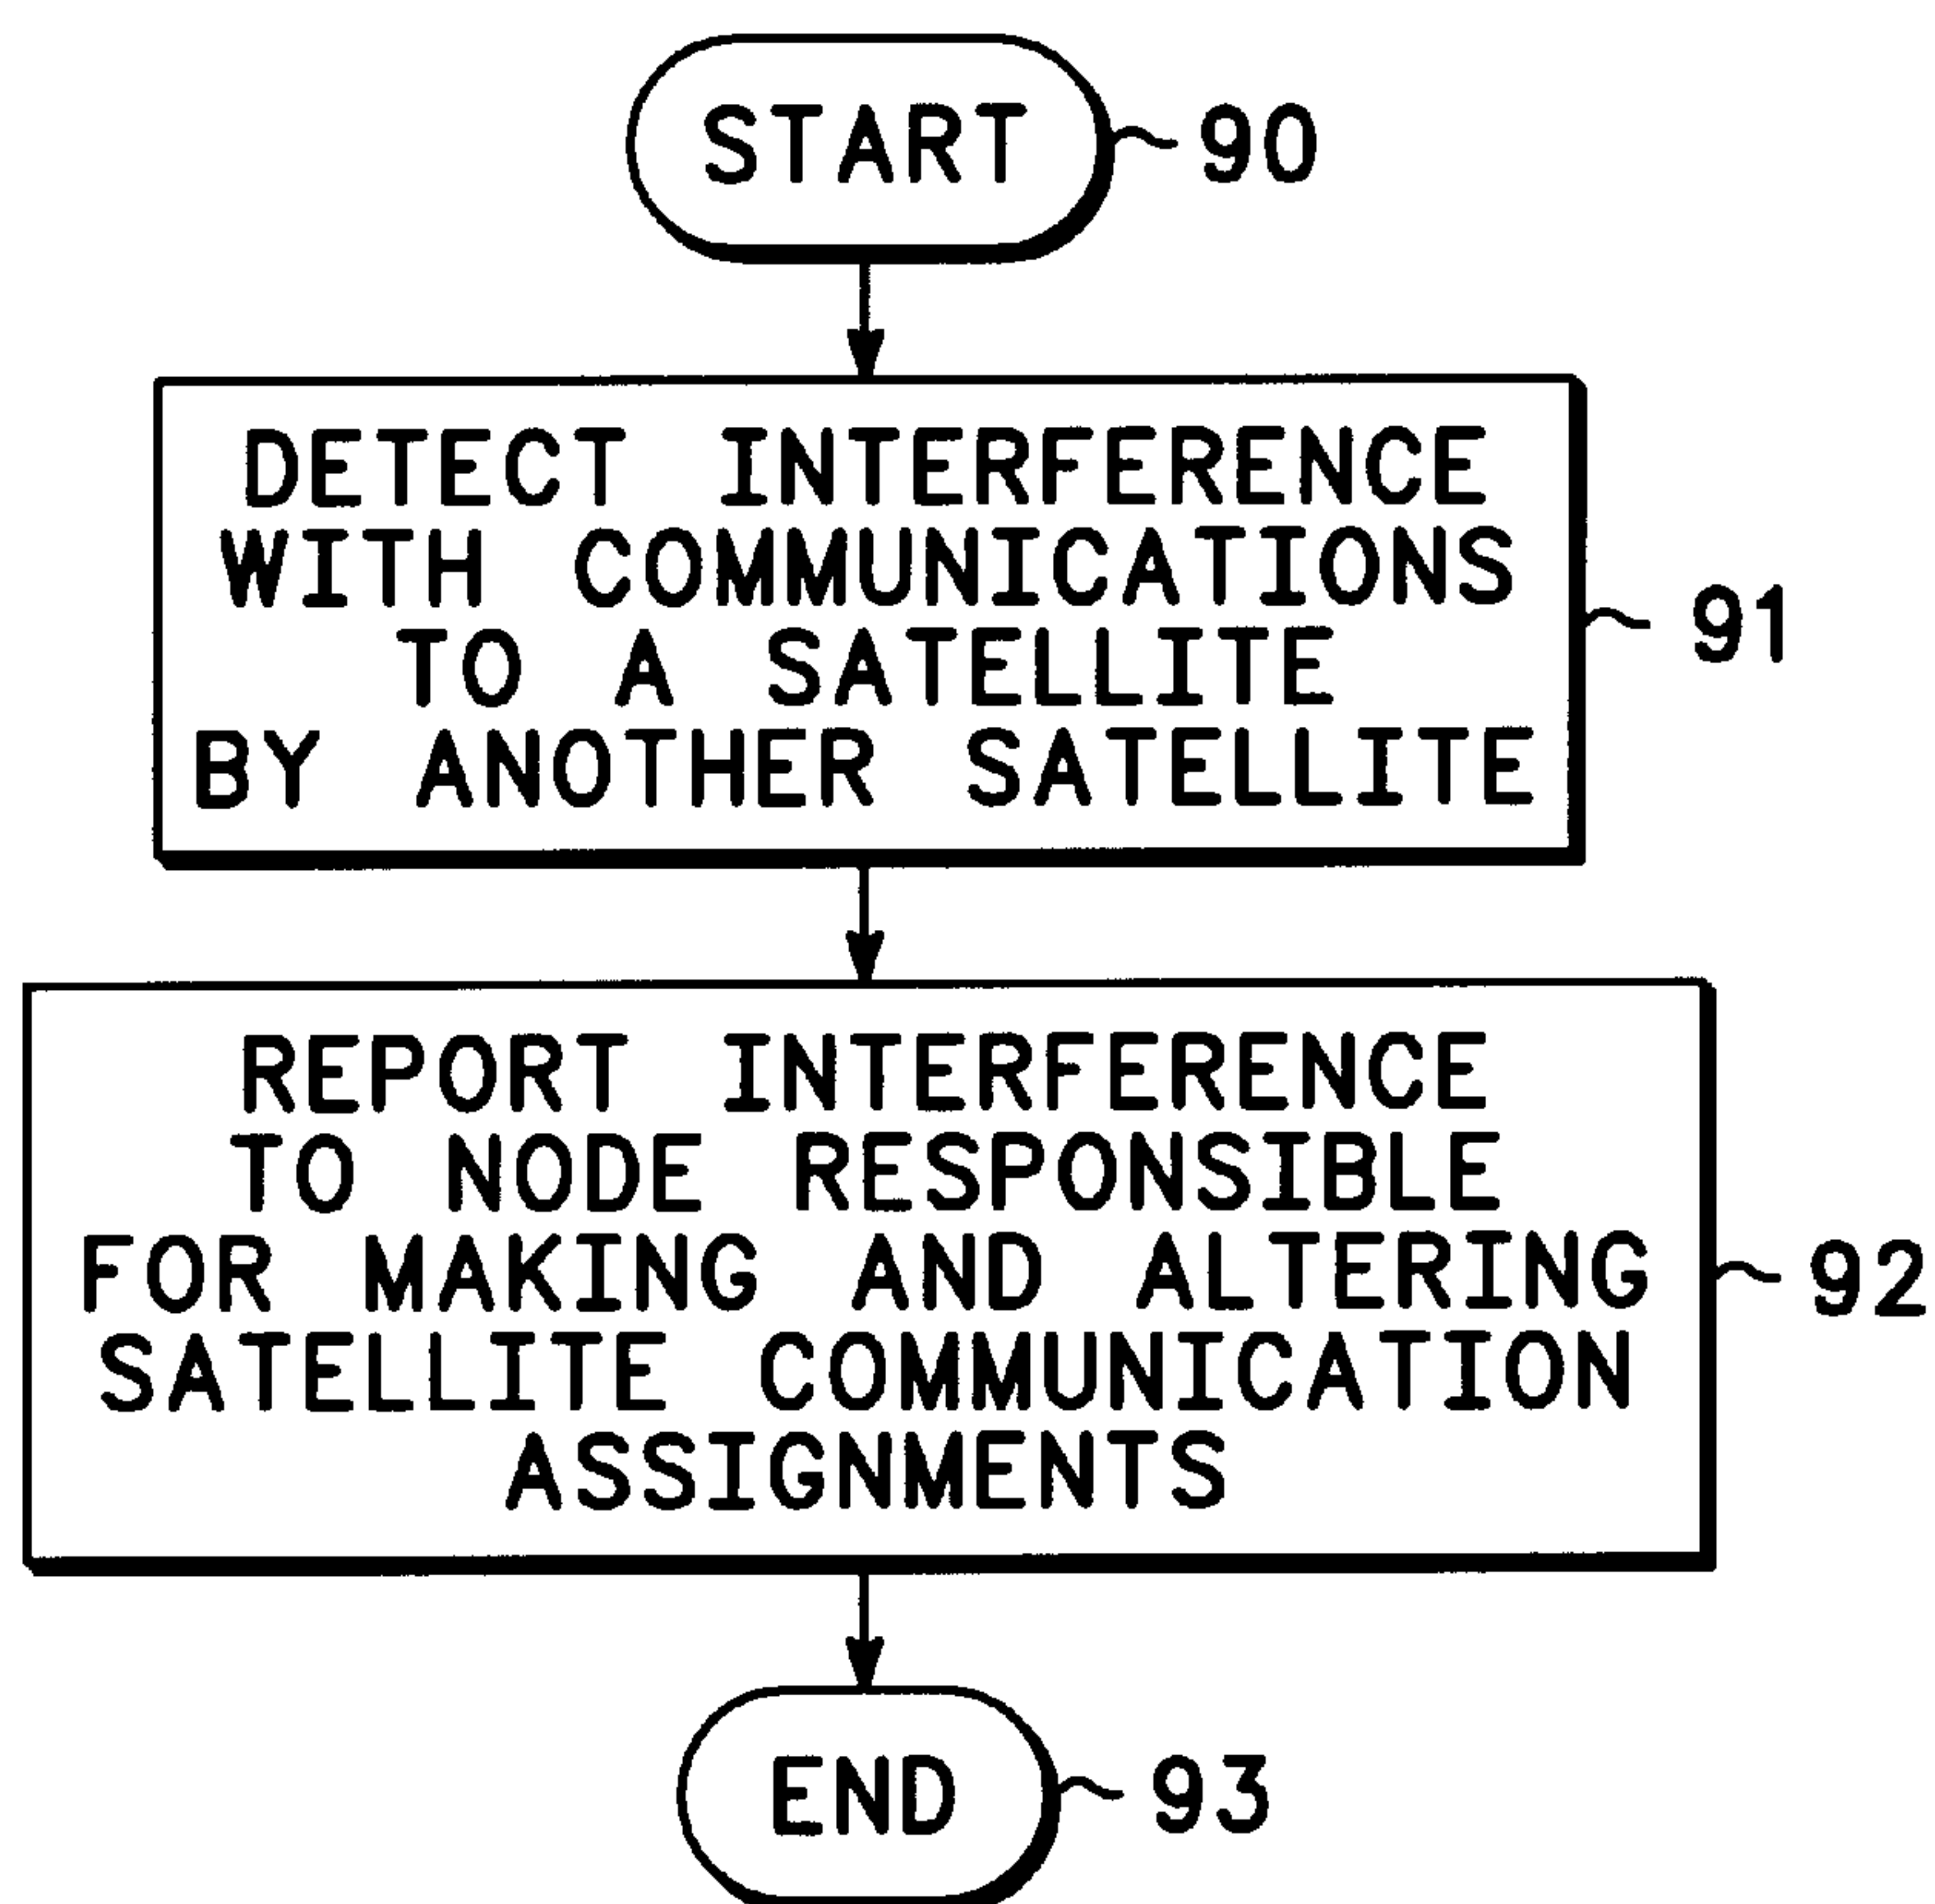 START
90
DETECT INTERFERENCE
WITH COMMUNICATIONS
TO A SATELLITE
BY ANOTHER SATELLITE
91
REPORT INTERFERENCE
TO NODE RESPONSIBLE
FOR MAKING AND ALTERING
SATELLITE COMMUNICATION
ASSIGNMENTS
92
END
93